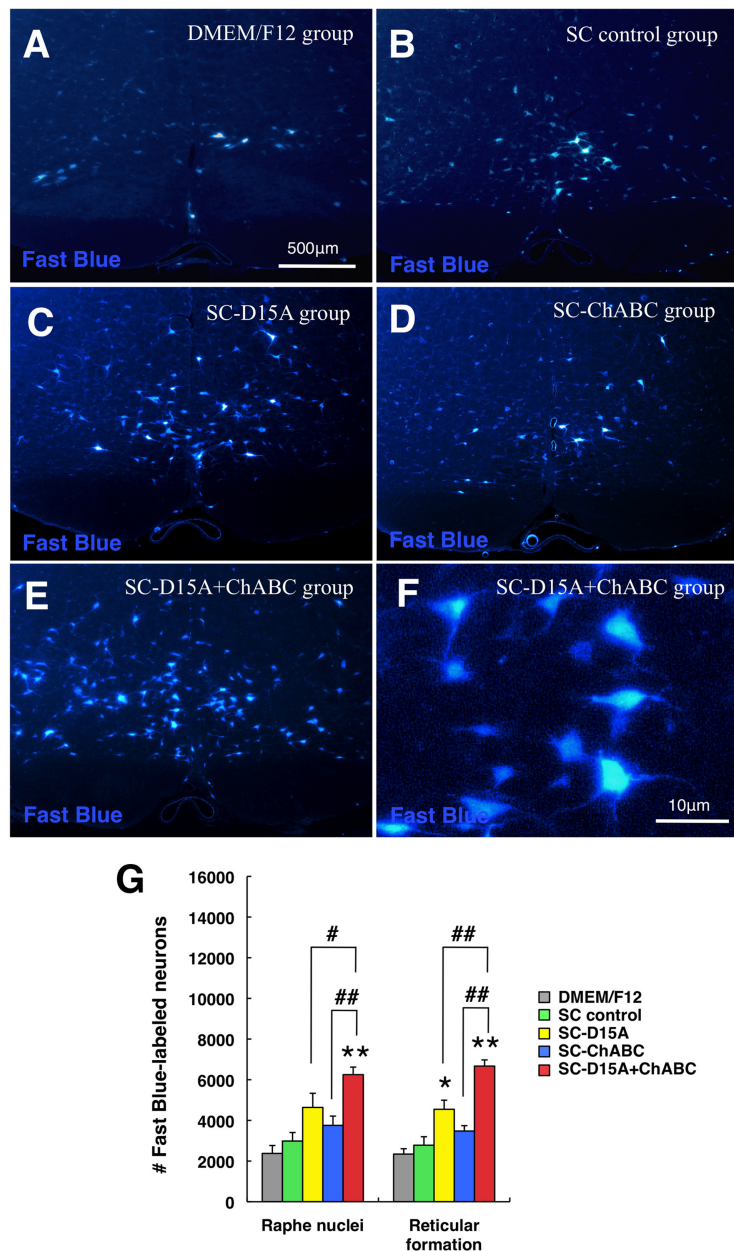 A
DMEM/F12 group
Fast Blue
500µm
B
SC control group
Fast Blue
C
SC-D15A group
Fast Blue
D
SC-ChABC group
Fast Blue
E
SC-D15A+ChABC group
Fast Blue
F
SC-D15A+ChABC group
Fast Blue
10µm
G
# Fast Blue-labeled neurons
16000
14000
12000
10000
8000
6000
4000
2000
0
#
##
**
##
##
*
**
Raphe nuclei
Reticular
formation
DMEM/F12
SC control
SC-D15A
SC-ChABC
SC-D15A+ChABC